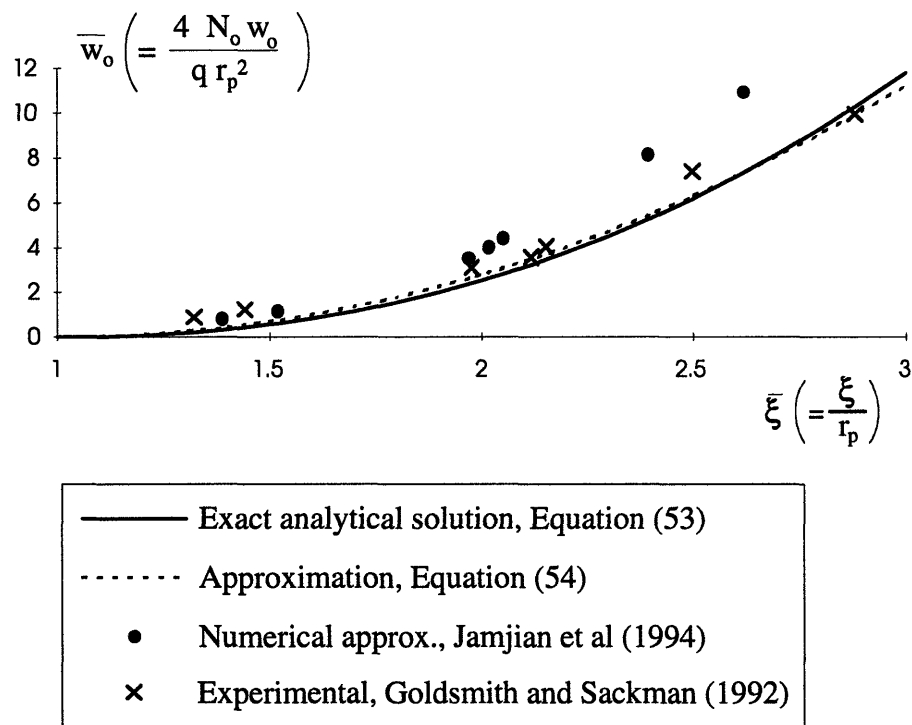 w̅ₒ (= 4 Nₒ wₒ / q rₚ²)
12
10
8
6
4
2
0
1
1.5
2
2.5
3
ξ̅ (= ξ / rₚ)
Exact analytical solution, Equation (53)
Approximation, Equation (54)
Numerical approx., Jamjian et al (1994)
Experimental, Goldsmith and Sackman (1992)